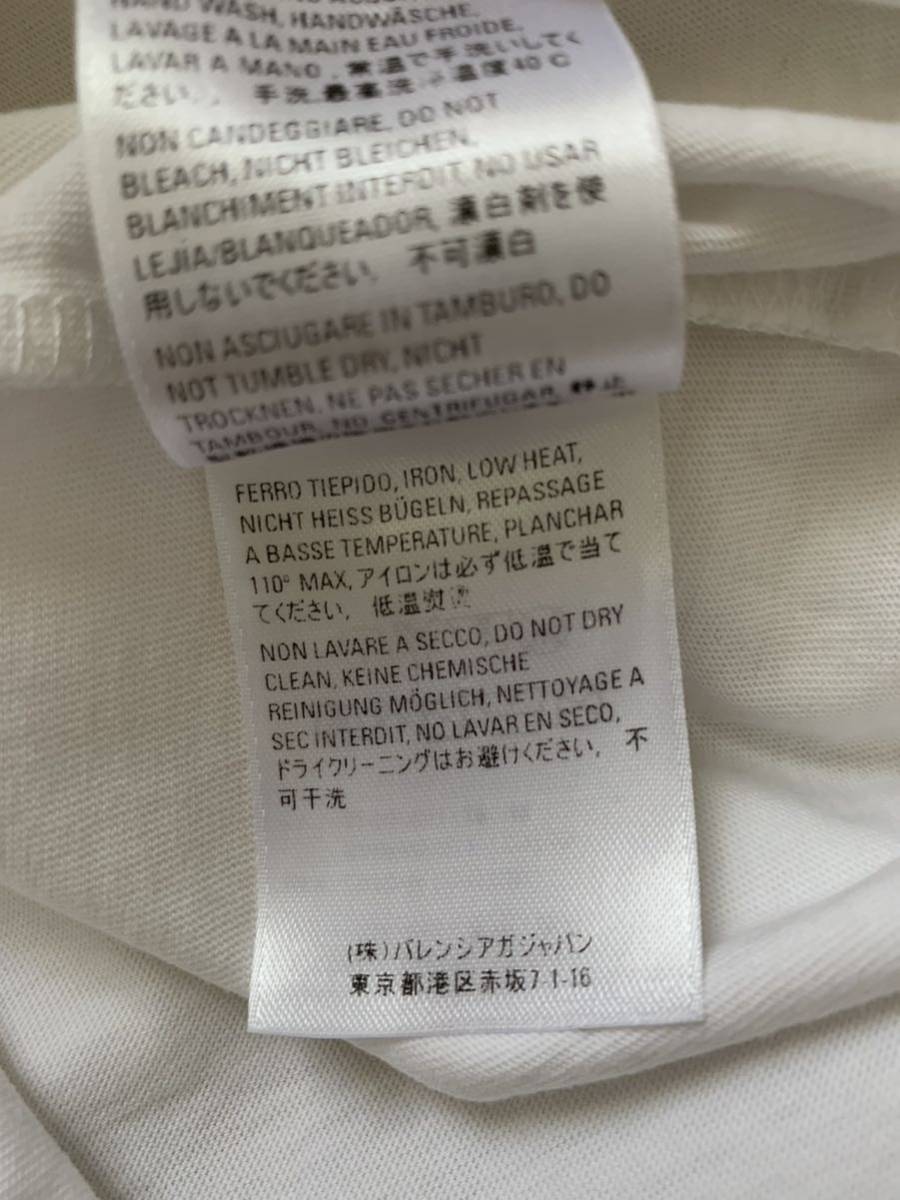 HAND WASH, HANDWÄSCHE,
LAVAGE A LA MAIN EAU FROIDE,
LAVAR A MANO, 常温で手洗いしてく
ださい., 手洗,最高洗 温度40 C
NON CANDEGGIARE, DO NOT
BLEACH, NICHT BLEICHEN,
BLANCHIMENT INTERDIT, NO USAR
LEJÍA/BLANQUEADOR, 漂白剤を使
用しないでください. 不可漂白
NON ASCIUGARE IN TAMBURO, DO
NOT TUMBLE DRY, NICHT
TROCKNEN, NE PAS SECHER EN
TAMBOUR, NO CENTRIFUGAR,
FERRO TIEPIDO, IRON, LOW HEAT,
NICHT HEISS BÜGELN, REPASSAGE
A BASSE TEMPERATURE, PLANCHAR
110° MAX, アイロンは必ず低温で当て
てください. 低温熨烫
NON LAVARE A SECCO, DO NOT DRY
CLEAN, KEINE CHEMISCHE
REINIGUNG MÖGLICH, NETTOYAGE A
SEC INTERDIT, NO LAVAR EN SECO,
ドライクリーニングはお避けください. 不
可干洗
(株)バレンシアガジャパン
東京都港区赤坂7-1-16